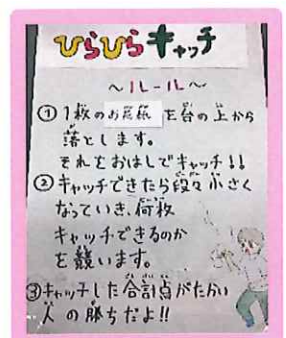 ひらひらキャッチ
～ルール～
① 1枚のお花紙を台の上から
落とします。
それをおはしでキャッチ!!
② キャッチできたら段々小さく
なっていき、何枚
キャッチできるのか
を競います。
③ キャッチした合計点がたかい
人の勝ちだよ!!